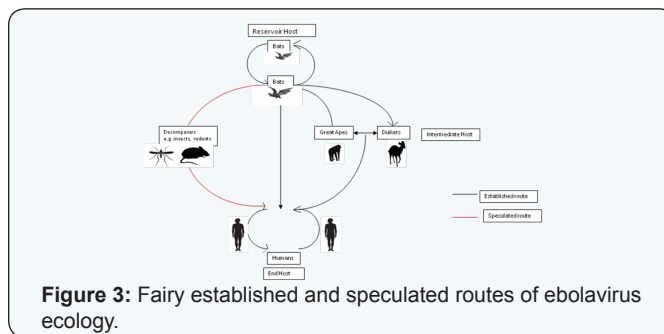 Reservoir Host
Bats
Bats
Decomposers
e.g. insects, rodents
Great Apes
Duikers
Intermediate Host
Established route
Speculated route
Humans
End Host
Figure 3: Fairy established and speculated routes of ebolavirus
ecology.